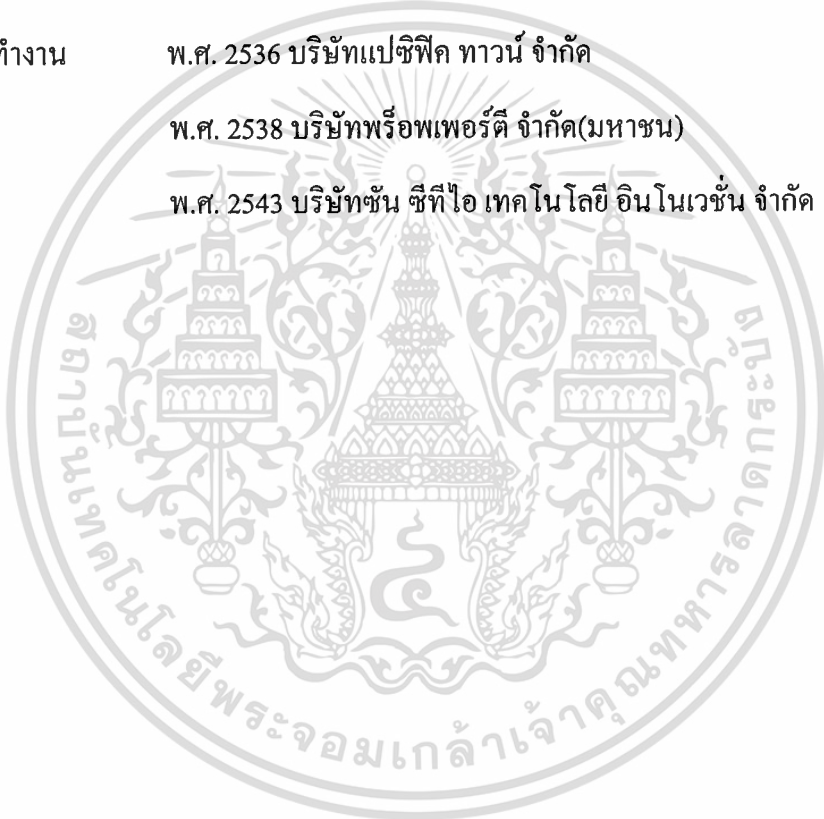 ทำงาน พ.ศ. 2536 บริษัทแปซิฟิค ทาวน์ จำกัด
พ.ศ. 2538 บริษัทพร็อพเพอร์ตี จำกัด(มหาชน)
พ.ศ. 2543 บริษัทซัน ซีทีไอ เทคโนโลยี อินโนเวชั่น จำกัด
สถาบันเทคโนโลยีพระจอมเกล้าเจ้าคุณทหารลาดกระบัง